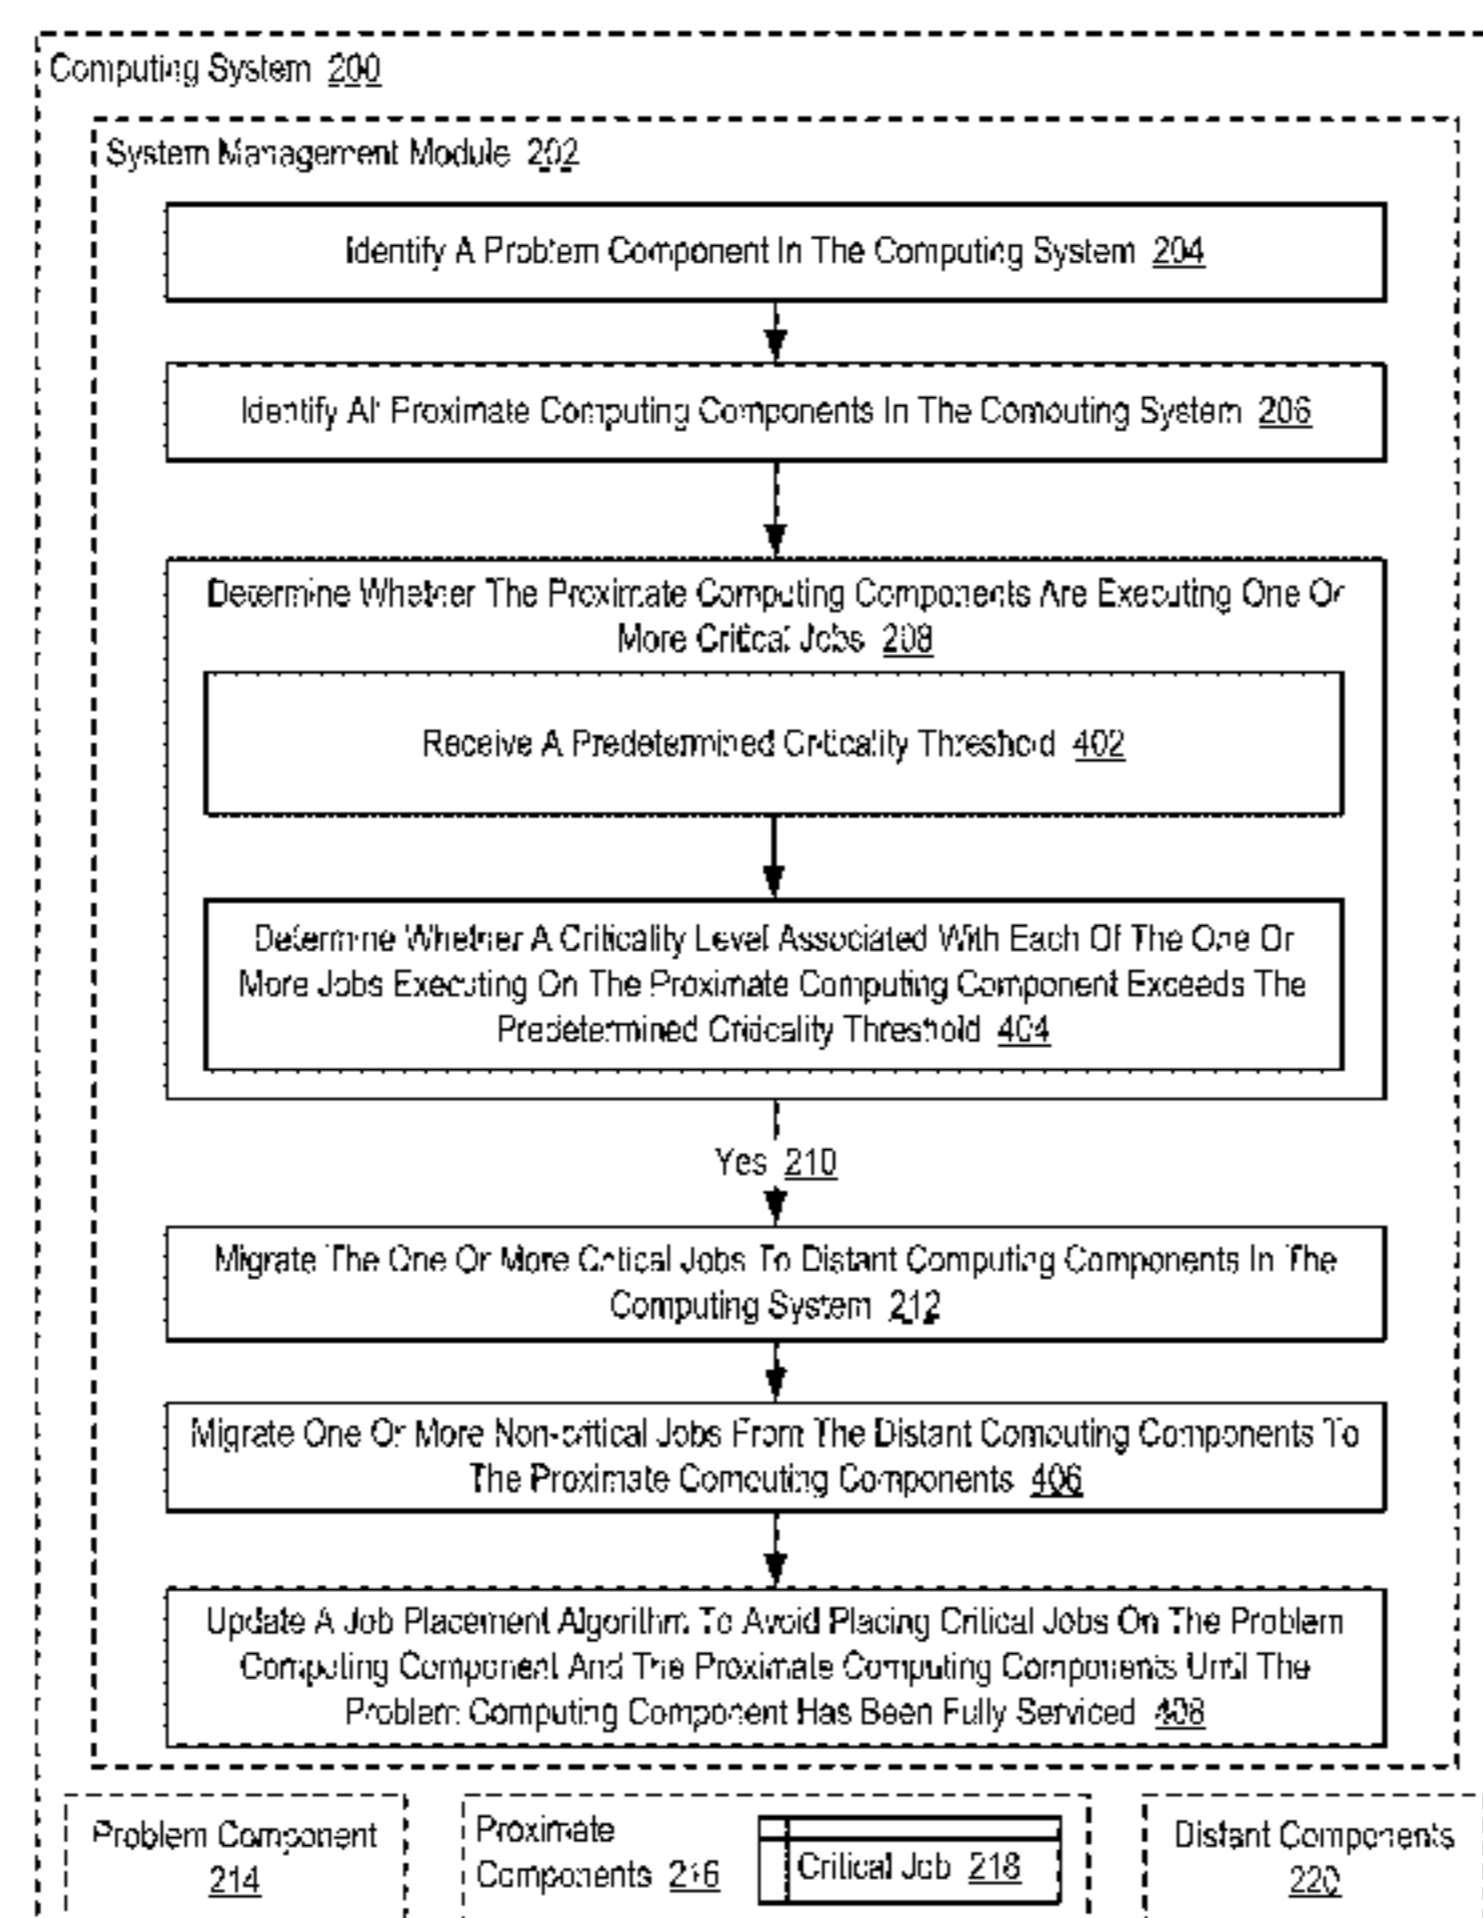 Computing System 200
System Management Module 202
Identify A Problem Component In The Computing System 204
Identify All Proximate Computing Components In The Computing System 206
Determine Whether The Proximate Computing Components Are Executing One Or
More Critical Jobs 208
Receive A Predetermined Criticality Threshold 402
Determine Whether A Criticality Level Associated With Each Of The One Or
More Jobs Executing On The Proximate Computing Component Exceeds The
Predetermined Criticality Threshold 404
Yes 210
Migrate The One Or More Critical Jobs To Distant Computing Components In The
Computing System 212
Migrate One Or More Non-critical Jobs From The Distant Computing Components To
The Proximate Computing Components 406
Update A Job Placement Algorithm To Avoid Placing Critical Jobs On The Problem
Computing Component And The Proximate Computing Components Until The
Problem Computing Component Has Been Fully Serviced 408
Problem Component
214
Proximate
Components 216
Critical Job 218
Distant Components
220